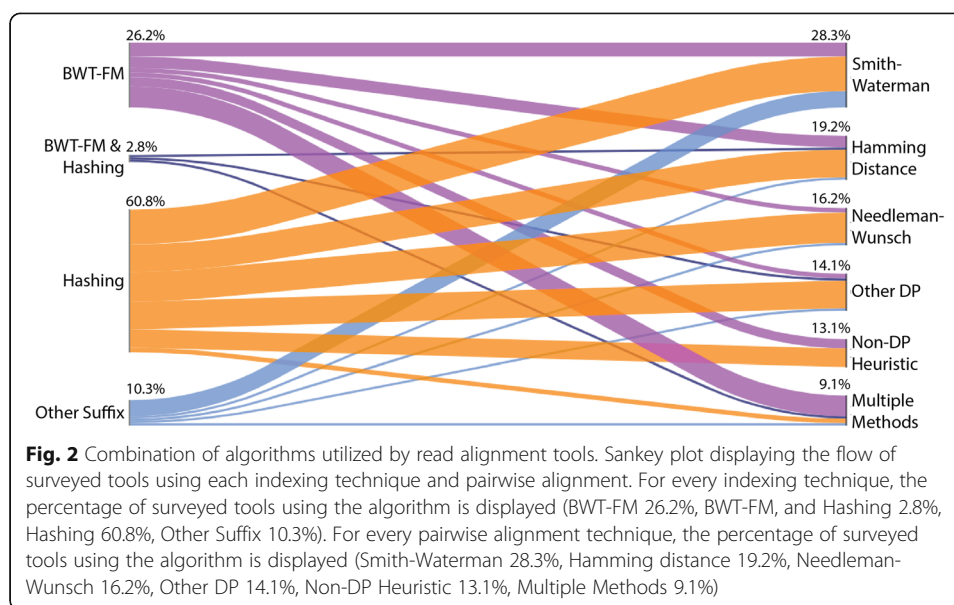 26.2%
BWT-FM
BWT-FM &
Hashing
2.8%
60.8%
Hashing
10.3%
Other Suffix
28.3%
Smith-
Waterman
19.2%
Hamming
Distance
16.2%
Needleman-
Wunsch
14.1%
Other DP
13.1%
Non-DP
Heuristic
9.1%
Multiple
Methods
Fig. 2 Combination of algorithms utilized by read alignment tools. Sankey plot displaying the flow of
surveyed tools using each indexing technique and pairwise alignment. For every indexing technique, the
percentage of surveyed tools using the algorithm is displayed (BWT-FM 26.2%, BWT-FM, and Hashing 2.8%,
Hashing 60.8%, Other Suffix 10.3%). For every pairwise alignment technique, the percentage of surveyed
tools using the algorithm is displayed (Smith-Waterman 28.3%, Hamming distance 19.2%, Needleman-
Wunsch 16.2%, Other DP 14.1%, Non-DP Heuristic 13.1%, Multiple Methods 9.1%)